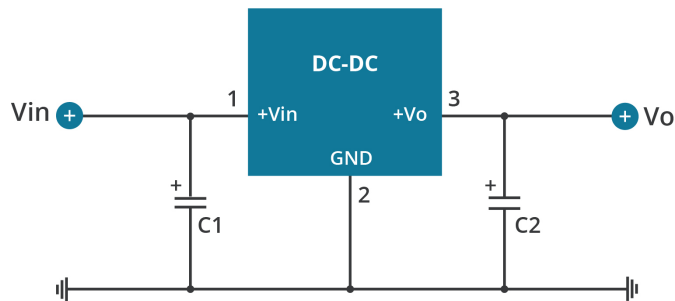 DC-DC
Vin + 1 +Vin +Vo 3 + Vo
GND
+ + 2
C1 C2